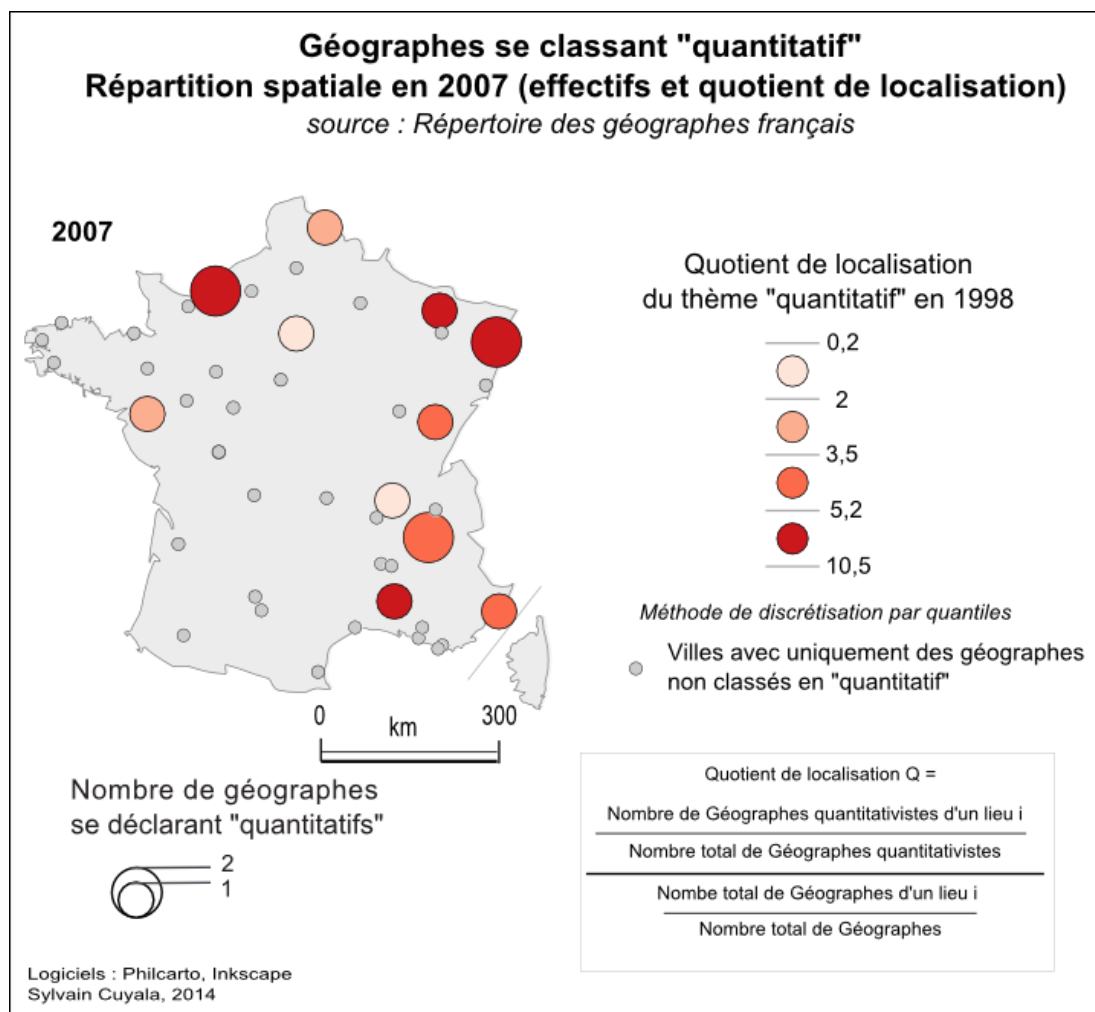 Géographes se classant "quantitatif"
Répartition spatiale en 2007 (effectifs et quotient de localisation)
source : Répertoire des géographes français
2007
Quotient de localisation
du thème "quantitatif" en 1998
0,2
2
3,5
5,2
10,5
Méthode de discrétisation par quantiles
Villes avec uniquement des géographes
non classés en "quantitatif"
0 300
km
Nombre de géographes
se déclarant "quantitatifs"
2
1
Quotient de localisation Q =
Nombre de Géographes quantitativistes d'un lieu i
Nombre total de Géographes quantitativistes
Nombe total de Géographes d'un lieu i
Nombre total de Géographes
Logiciels : Philcarto, Inkscape
Sylvain Cuyala, 2014